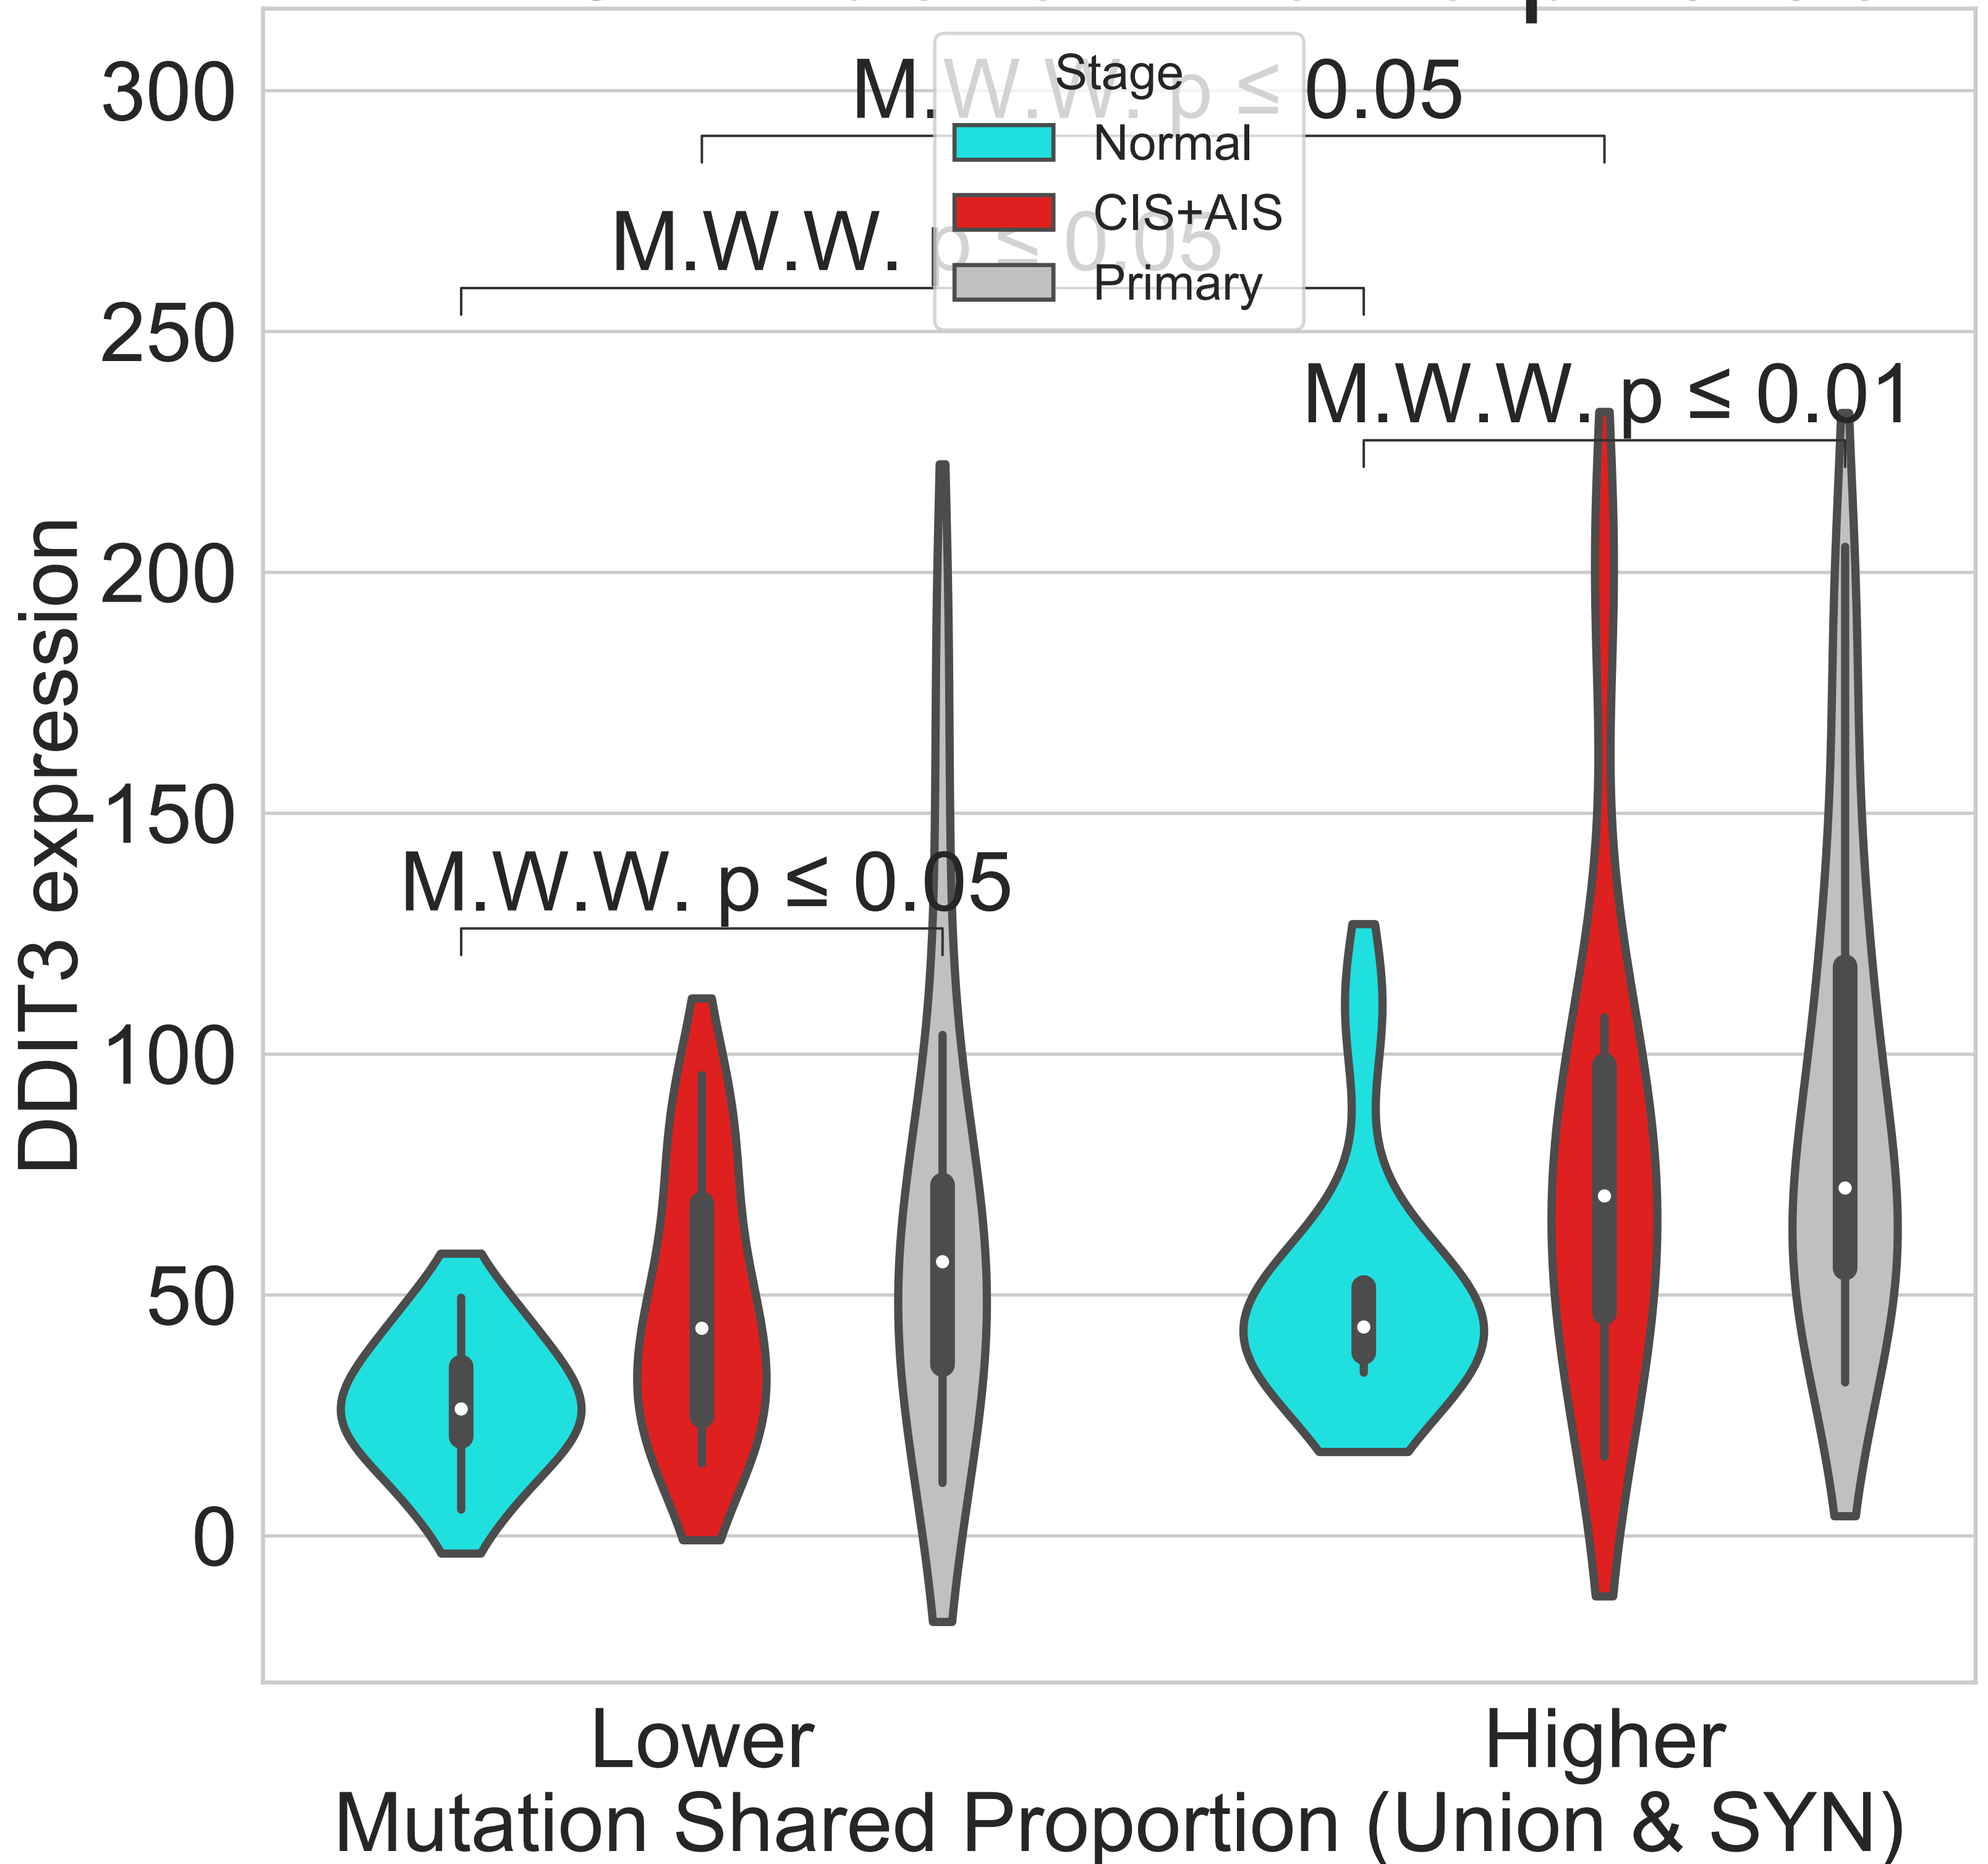 M.W.W. p ≤ 0.05
Stage
Normal
CIS+AIS
Primary
M.W.W. p ≤ 0.05
M.W.W. p ≤ 0.01
M.W.W. p ≤ 0.05
300
250
200
150
100
50
0
DDIT3 expression
Lower
Higher
Mutation Shared Proportion (Union & SYN)